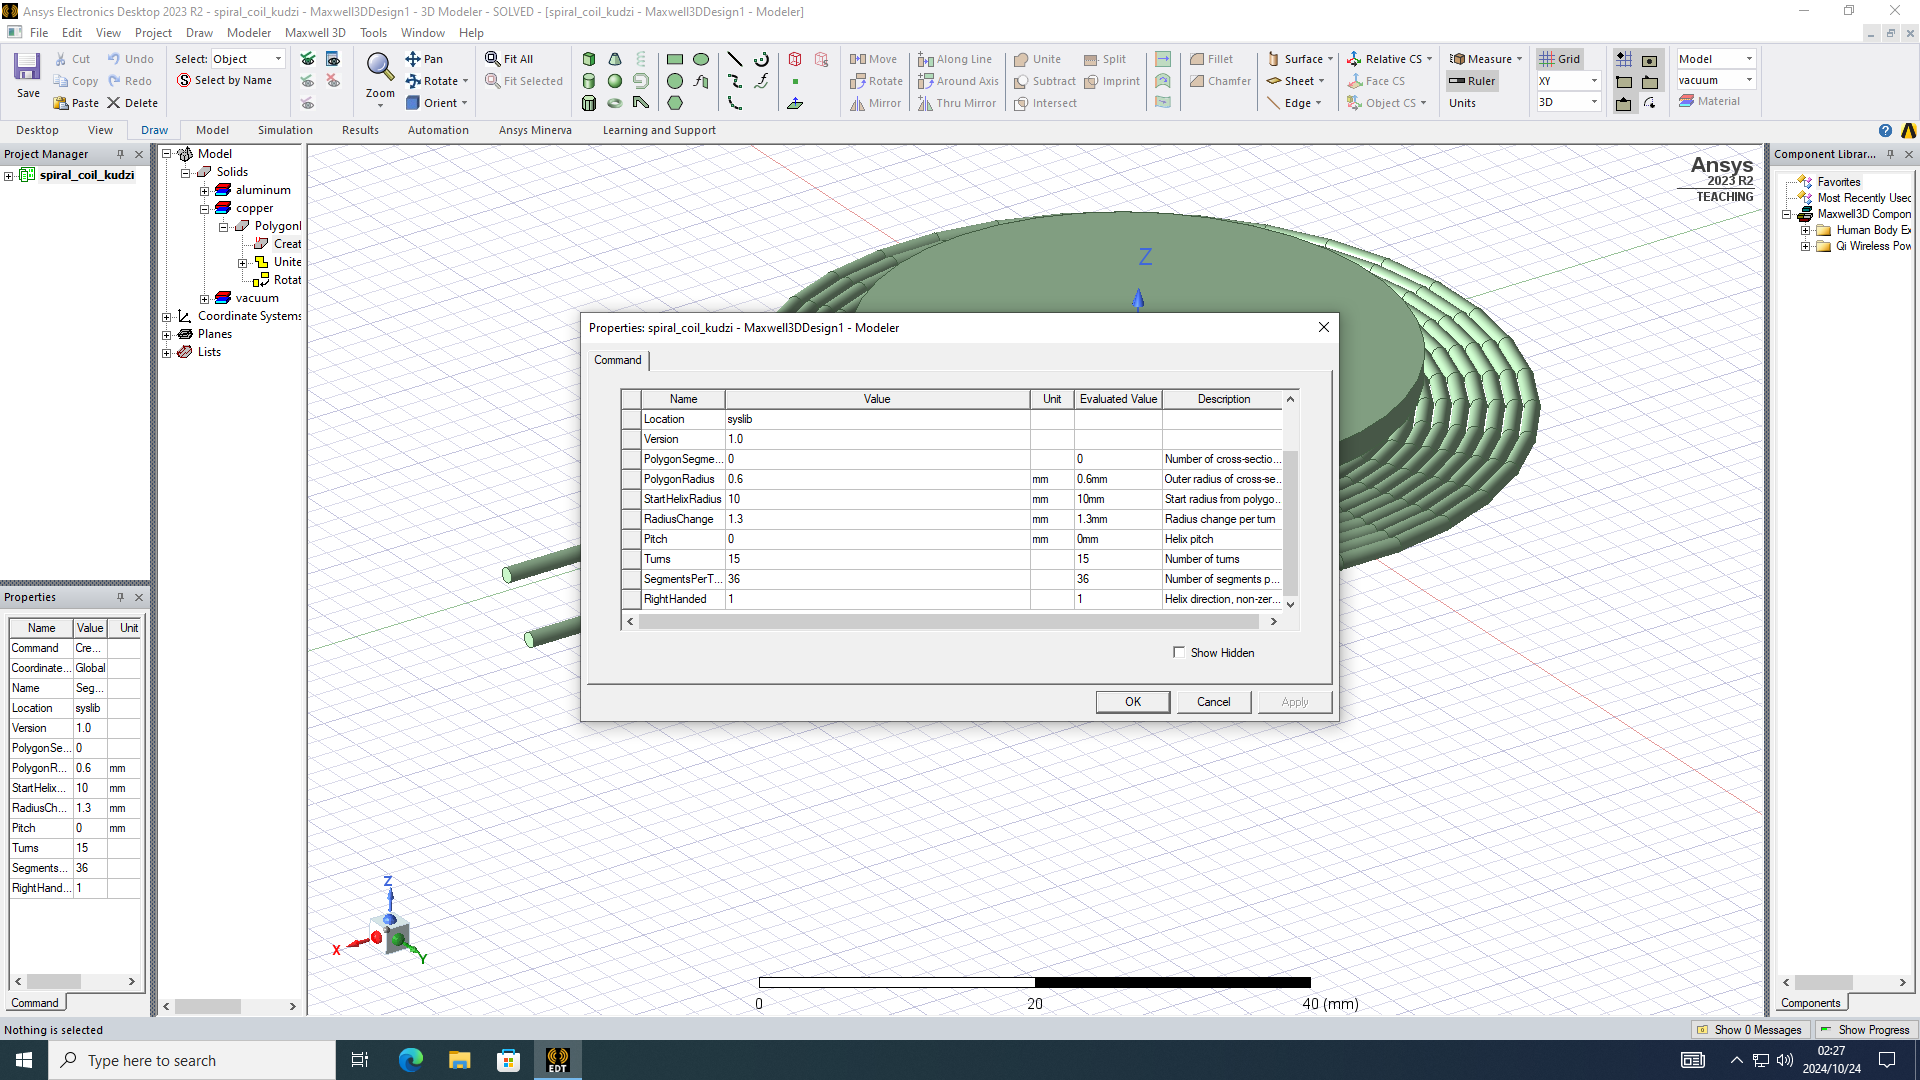 Ansys Electronics Desktop 2023 R2 - spiral_coil_kudzi - Maxwell3DDesign1 - 3D Modeler - SOLVED - [spiral_coil_kudzi - Maxwell3DDesign1 - Modeler]
File Edit View Project Draw Modeler Maxwell 3D Tools Window Help
Save
Cut Undo
Copy Redo
Paste Delete
Select: Object
Select by Name
Zoom
Pan
Rotate
Orient
Fit All
Fit Selected
Move Along Line Unite Split
Rotate Around Axis Subtract Imprint
Mirror Thru Mirror Intersect
Fillet
Chamfer
Surface Relative CS Measure Grid
Sheet Face CS Ruler XY
Edge Object CS Units 3D
Model
vacuum
Material
Desktop View Draw Model Simulation Results Automation Ansys Minerva Learning and Support
Project Manager
spiral_coil_kudzi
Model
Solids
aluminum
copper
Polygon
Creat
Unite
Rotat
vacuum
Coordinate Systems
Planes
Lists
Ansys
2023 R2
TEACHING
Z
Component Librar...
Favorites
Most Recently Used
Maxwell3D Compon
Human Body Ex
Qi Wireless Pow
Properties: spiral_coil_kudzi - Maxwell3DDesign1 - Modeler
Command
Name Value Unit Evaluated Value Description
Location syslib
Version 1.0
PolygonSegme... 0 0 Number of cross-sectio...
PolygonRadius 0.6 mm 0.6mm Outer radius of cross-se...
StartHelixRadius 10 mm 10mm Start radius from polygo...
RadiusChange 1.3 mm 1.3mm Radius change per turn
Pitch 0 mm 0mm Helix pitch
Turns 15 15 Number of turns
SegmentsPerT... 36 36 Number of segments p...
RightHanded 1 1 Helix direction, non-zer...
Show Hidden
OK Cancel Apply
Properties
Name Value Unit
Command Cre...
Coordinate... Global
Name Seg...
Location syslib
Version 1.0
PolygonSe... 0
PolygonR... 0.6 mm
StartHelix... 10 mm
RadiusCh... 1.3 mm
Pitch 0 mm
Turns 15
Segments... 36
RightHand... 1
Command
Z
X
Y
0 20 40 (mm)
Components
Nothing is selected
Show 0 Messages Show Progress
Type here to search
EDT
02:27
2024/10/24